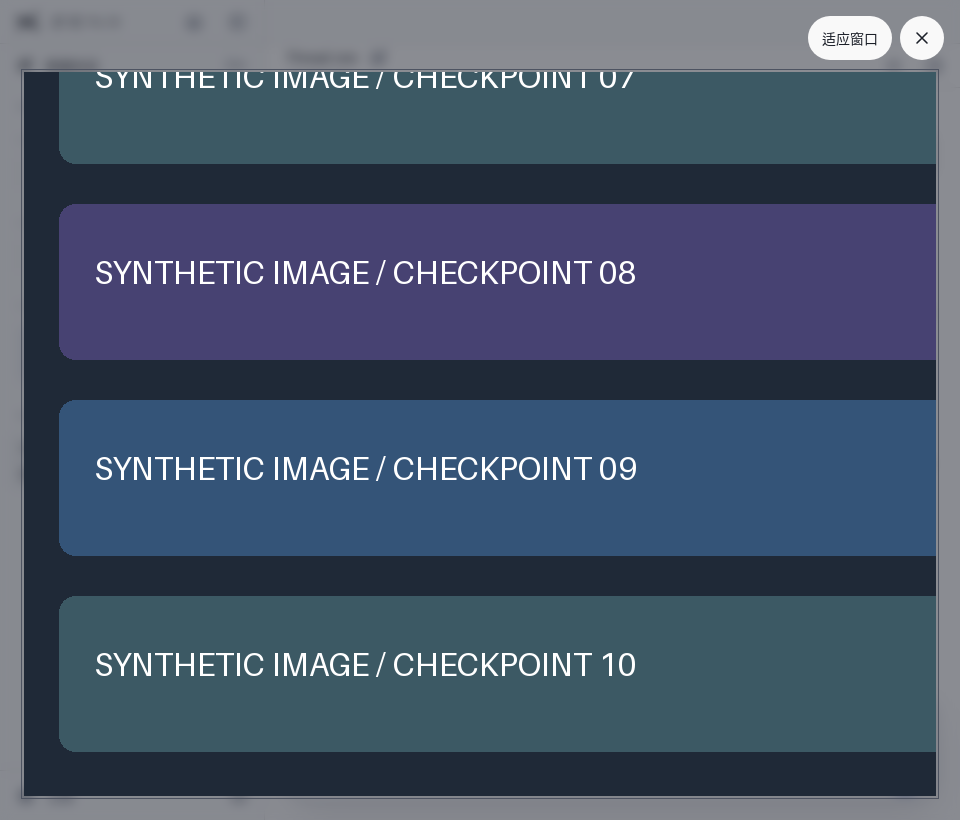 适应窗口
SYNTHETIC IMAGE / CHECKPOINT 07
SYNTHETIC IMAGE / CHECKPOINT 08
SYNTHETIC IMAGE / CHECKPOINT 09
SYNTHETIC IMAGE / CHECKPOINT 10